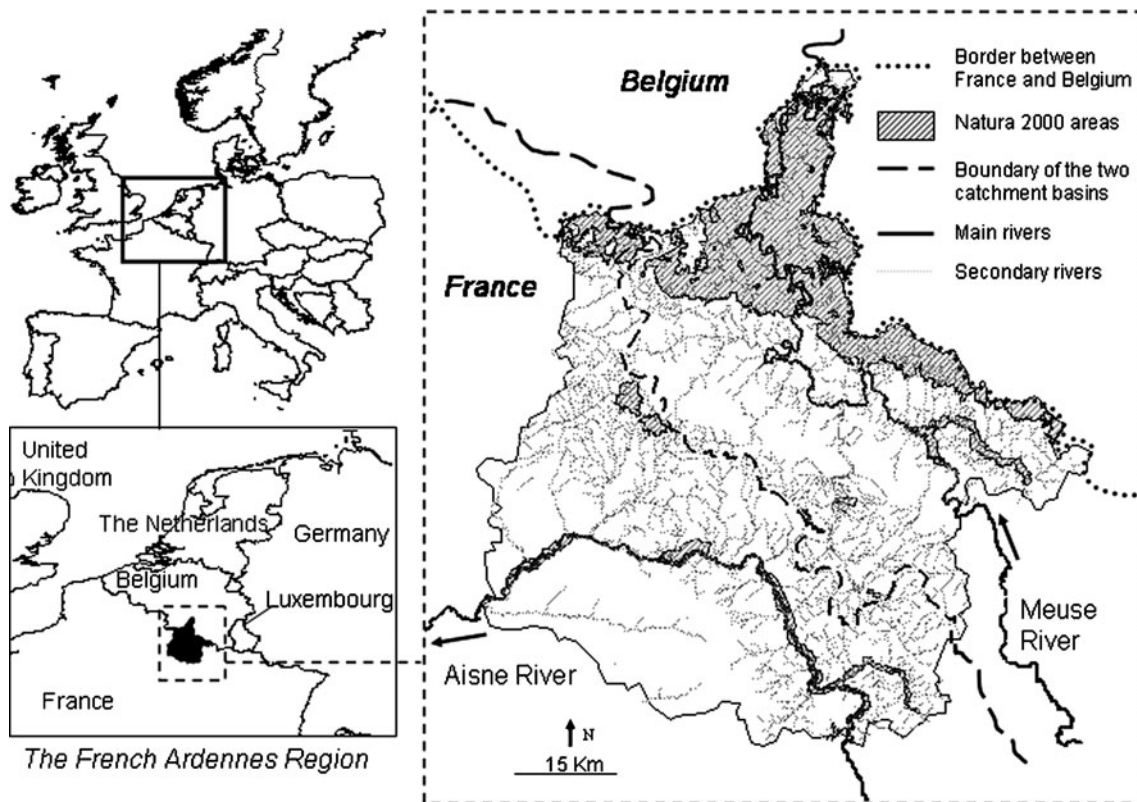 Belgium
France
Border between
France and Belgium
Natura 2000 areas
Boundary of the two
catchment basins
Main rivers
Secondary rivers
United
Kingdom
The Netherlands
Germany
Belgium
Luxembourg
France
The French Ardennes Region
Aisne River
Meuse
River
N
15 Km